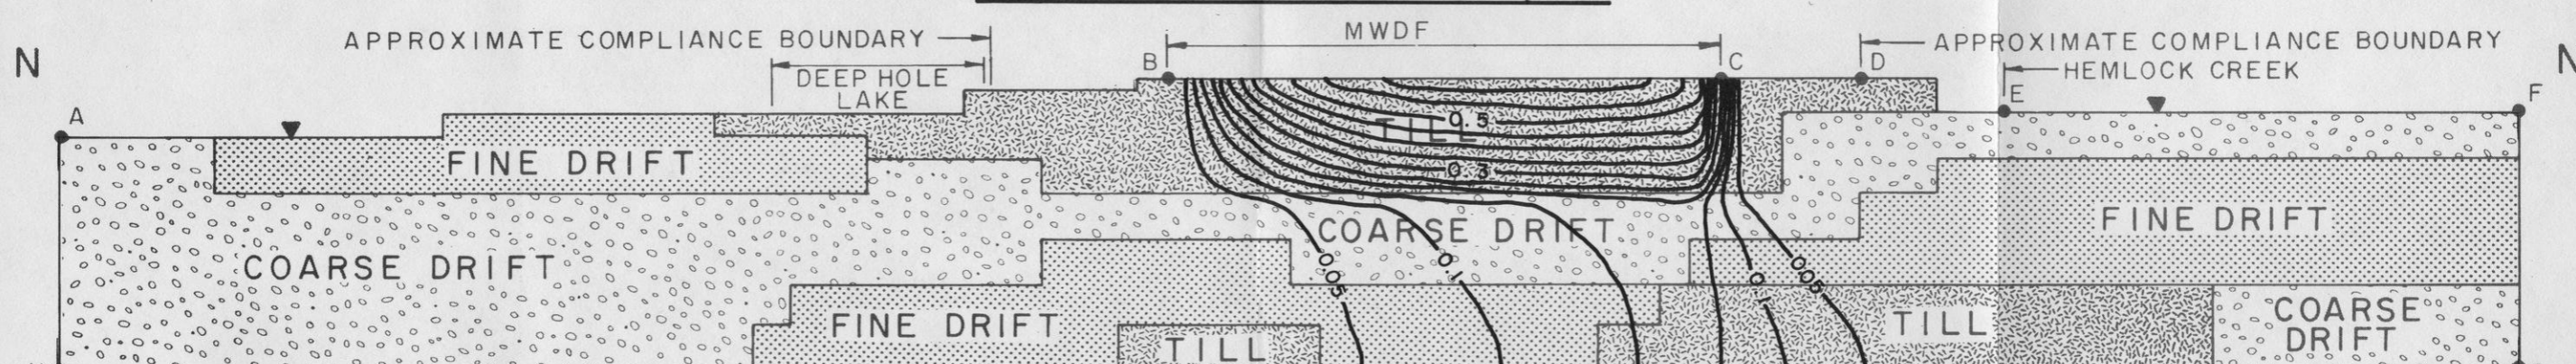 MWDF
APPROXIMATE COMPLIANCE BOUNDARY
APPROXIMATE COMPLIANCE BOUNDARY
N
N
B
C
D
HEMLOCK CREEK
DEEP HOLE
LAKE
A
E
F
0.5
TILL
FINE DRIFT
0.3
COARSE DRIFT
FINE DRIFT
COARSE DRIFT
0.05
0.1
0.1
0.05
FINE DRIFT
TILL
TILL
COARSE
DRIFT